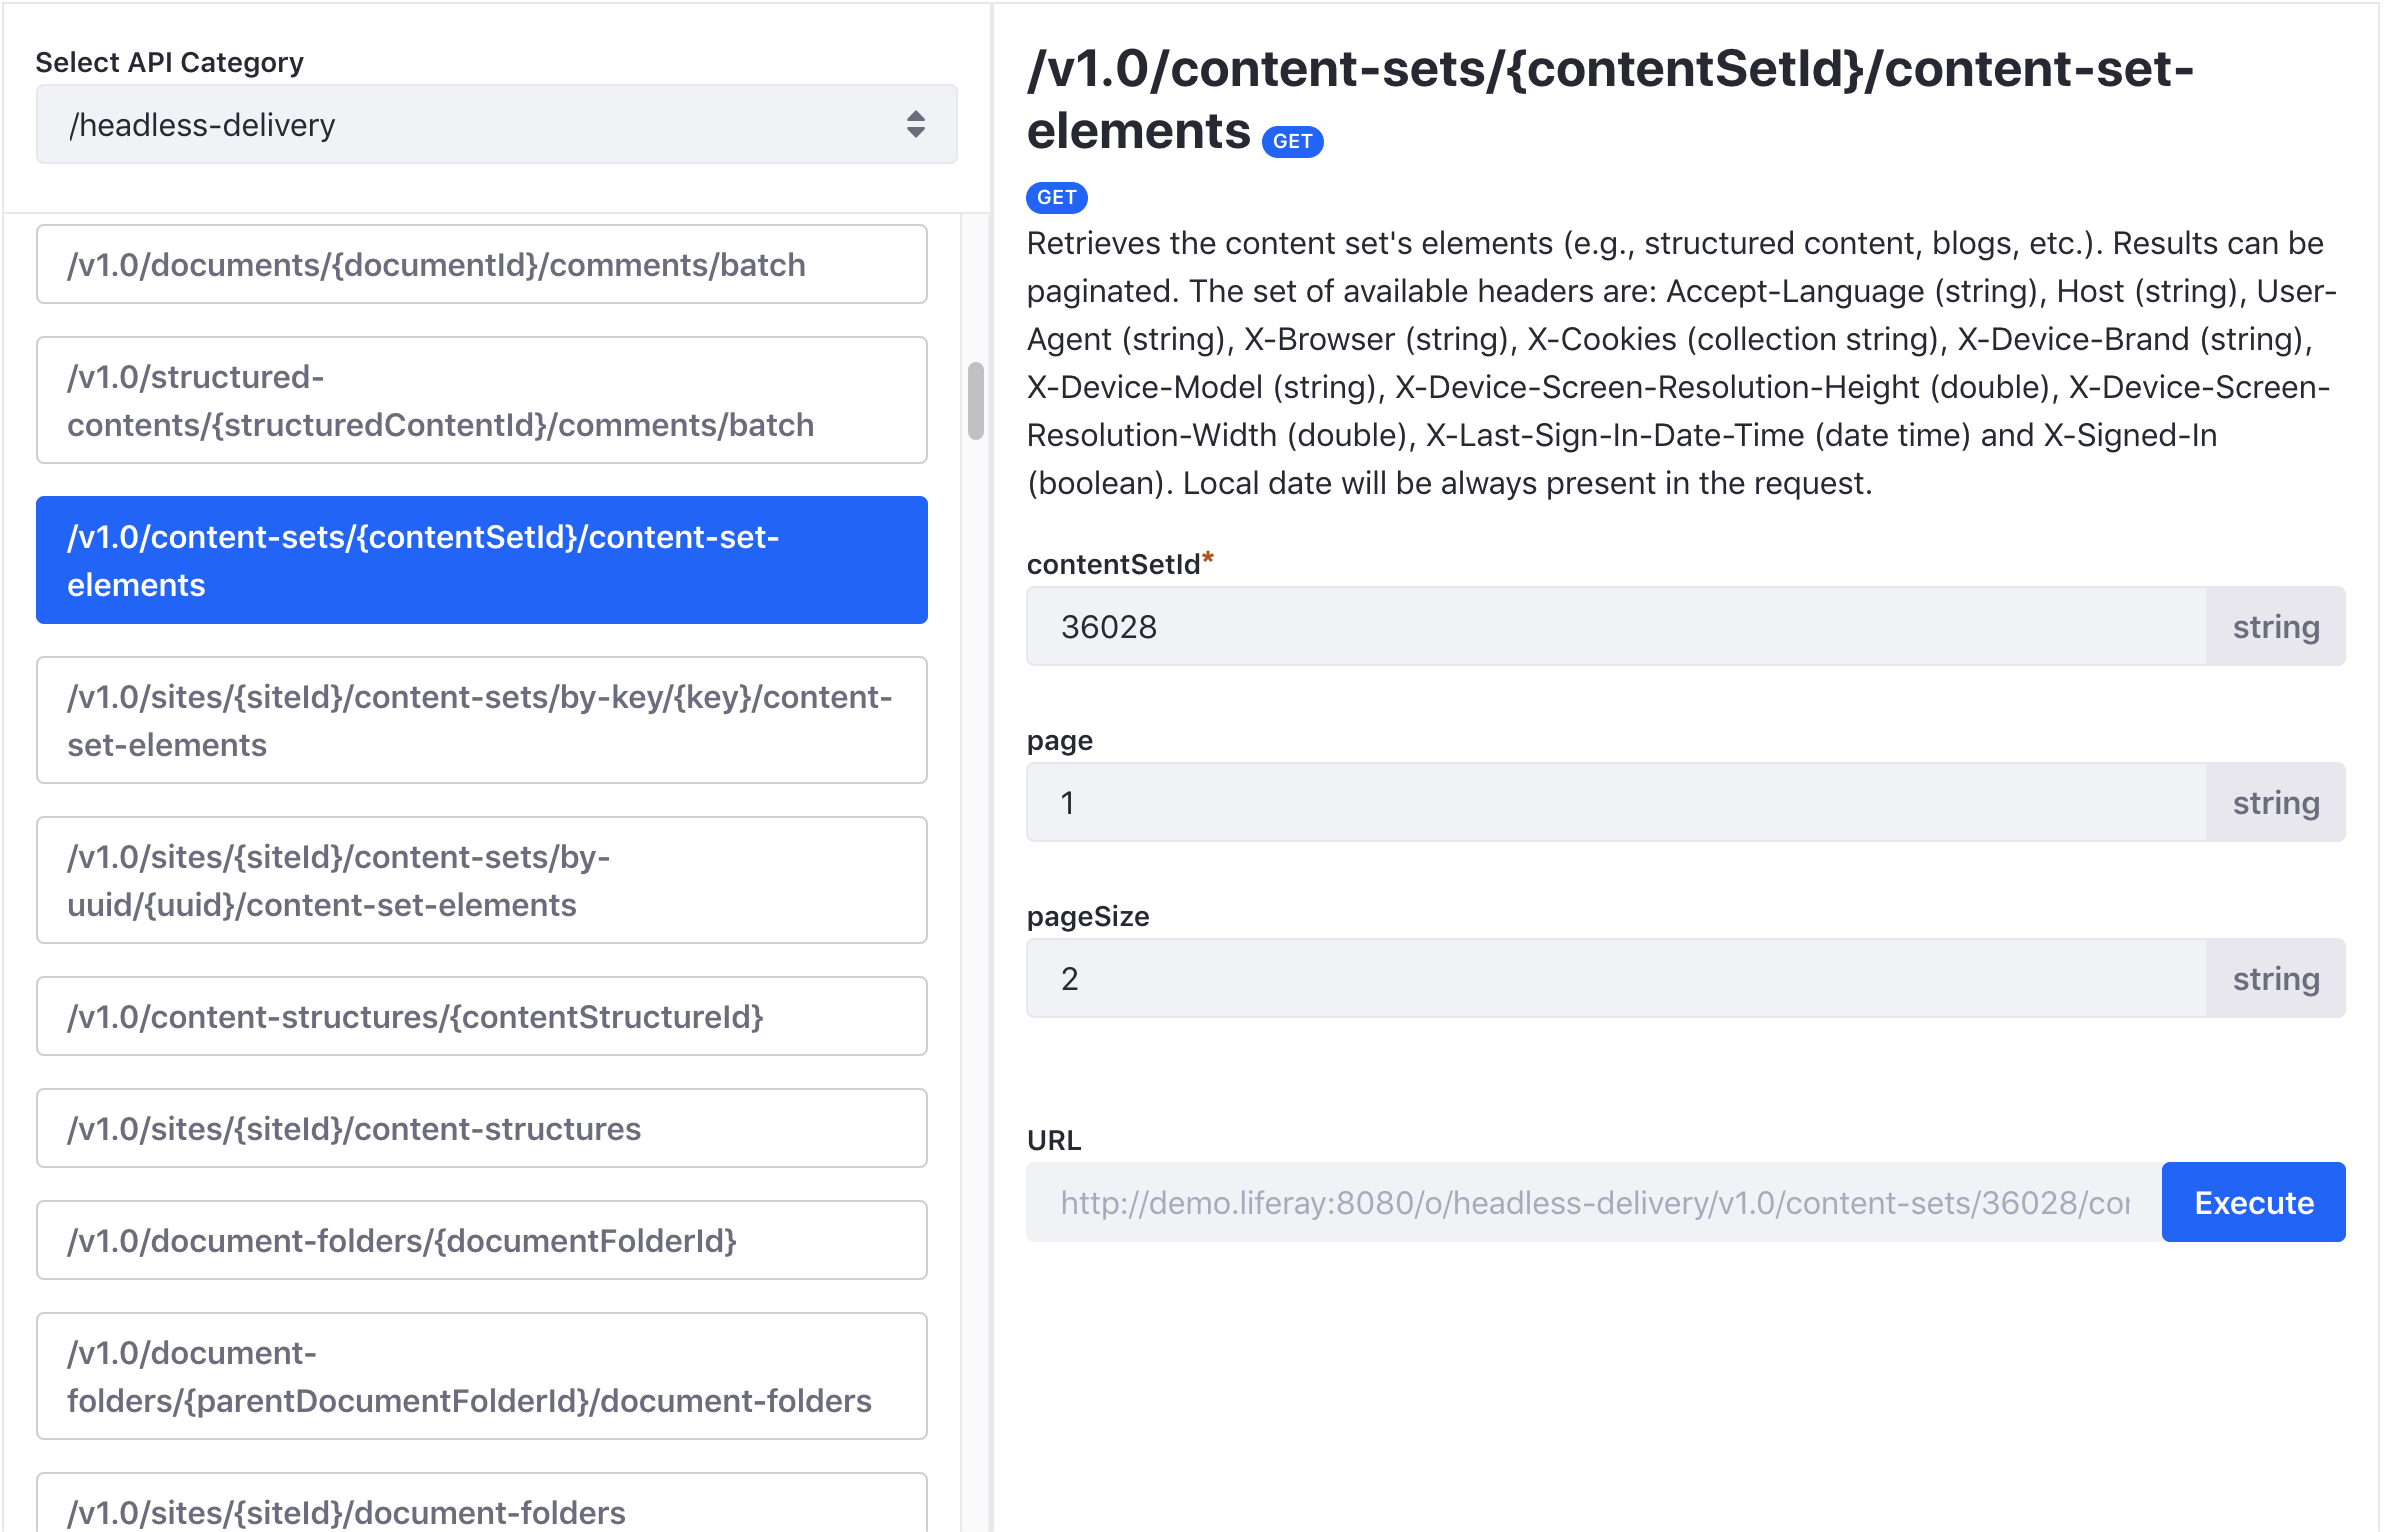 Select API Category
/headless-delivery
/v1.0/documents/{documentId}/comments/batch
/v1.0/structured-
contents/{structuredContentId}/comments/batch
/v1.0/content-sets/{contentSetId}/content-set-
elements
/v1.0/sites/{siteId}/content-sets/by-key/{key}/content-
set-elements
/v1.0/sites/{siteId}/content-sets/by-
uuid/{uuid}/content-set-elements
/v1.0/content-structures/{contentStructureId}
/v1.0/sites/{siteId}/content-structures
/v1.0/document-folders/{documentFolderId}
/v1.0/document-
folders/{parentDocumentFolderId}/document-folders
/v1.0/sites/{siteId}/document-folders
/v1.0/content-sets/{contentSetId}/content-set-
elements GET
GET
Retrieves the content set's elements (e.g., structured content, blogs, etc.). Results can be
paginated. The set of available headers are: Accept-Language (string), Host (string), User-
Agent (string), X-Browser (string), X-Cookies (collection string), X-Device-Brand (string),
X-Device-Model (string), X-Device-Screen-Resolution-Height (double), X-Device-Screen-
Resolution-Width (double), X-Last-Sign-In-Date-Time (date time) and X-Signed-In
(boolean). Local date will be always present in the request.
contentSetId*
36028 string
page
1 string
pageSize
2 string
URL
http://demo.liferay:8080/o/headless-delivery/v1.0/content-sets/36028/con Execute